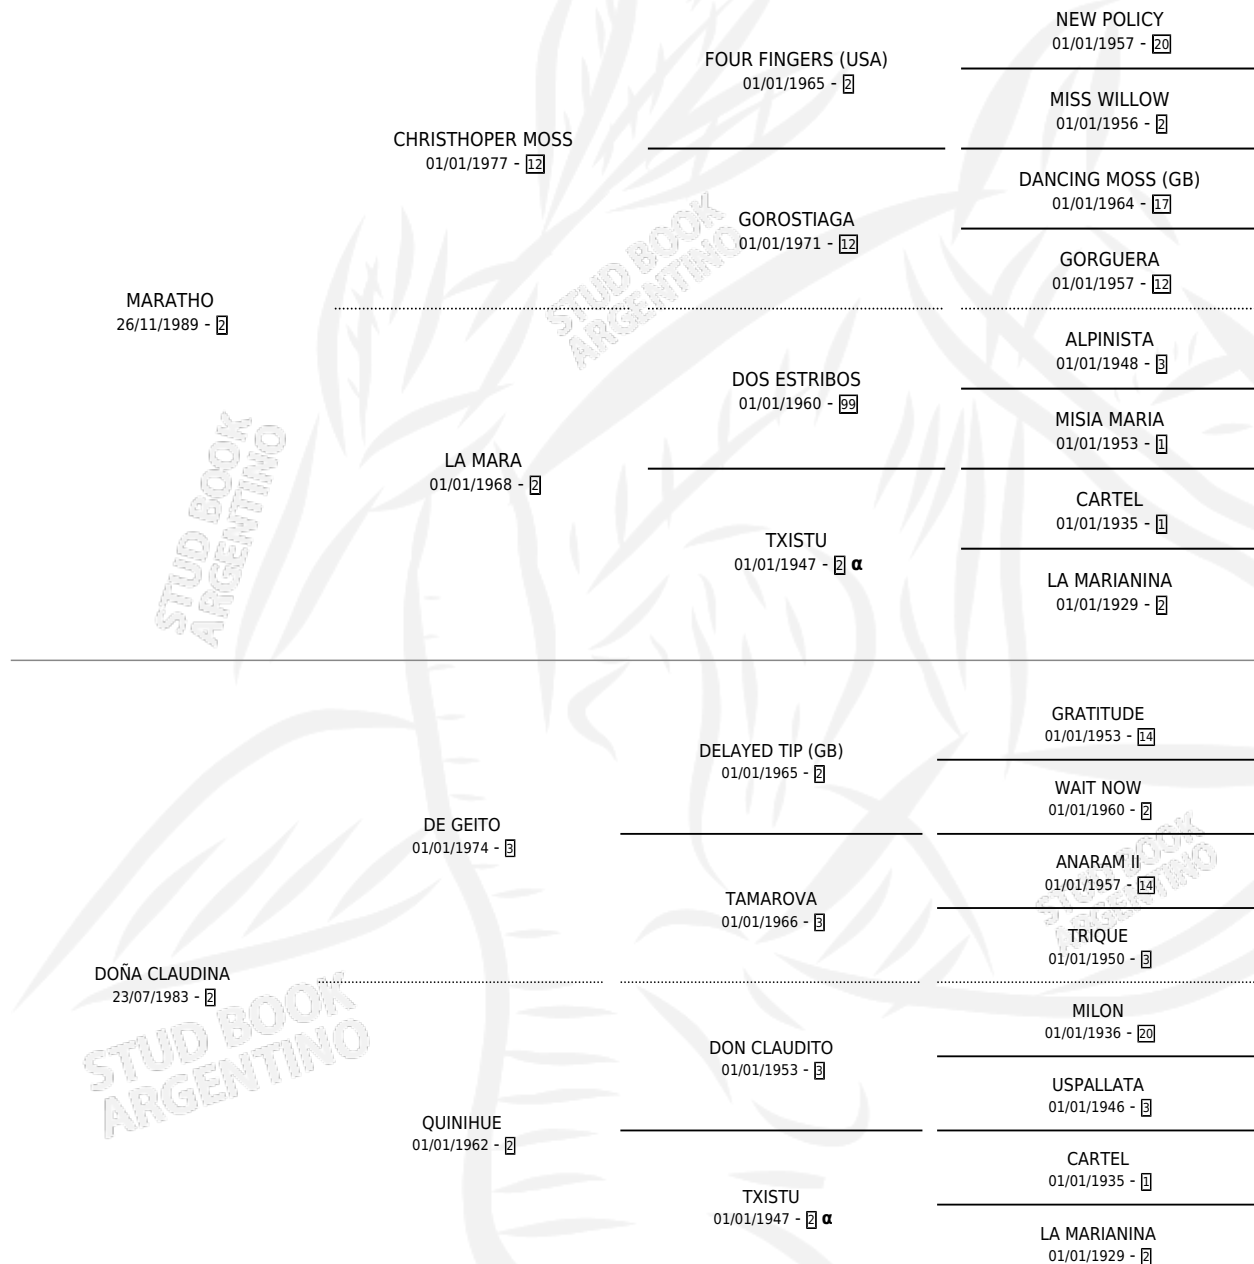 NEW POLICY
01/01/1957 - 20
FOUR FINGERS (USA)
01/01/1965 - 2
MISS WILLOW
01/01/1956 - 2
CHRISTHOPER MOSS
01/01/1977 - 12
DANCING MOSS (GB)
01/01/1964 - 17
GOROSTIAGA
01/01/1971 - 12
GORGUERA
01/01/1957 - 12
STUD BOOK
ARGENTINO
MARATHO
26/11/1989 - 2
ALPINISTA
01/01/1948 - 3
DOS ESTRIBOS
01/01/1960 - 99
MISIA MARIA
01/01/1953 - 1
LA MARA
01/01/1968 - 2
CARTEL
01/01/1935 - 1
TXISTU
01/01/1947 - 2 α
LA MARIANINA
01/01/1929 - 2
STUD BOOK
ARGENTINO
GRATITUDE
01/01/1953 - 14
DELAYED TIP (GB)
01/01/1965 - 2
WAIT NOW
01/01/1960 - 2
DE GEITO
01/01/1974 - 3
ANARAM II
01/01/1957 - 14
TAMAROVA
01/01/1966 - 3
TRIQUE
01/01/1950 - 3
STUD BOOK
ARGENTINO
DOÑA CLAUDINA
23/07/1983 - 2
STUD BOOK
ARGENTINO
MILON
01/01/1936 - 20
DON CLAUDITO
01/01/1953 - 3
USPALLATA
01/01/1946 - 3
QUINIHUE
01/01/1962 - 2
CARTEL
01/01/1935 - 1
TXISTU
01/01/1947 - 2 α
LA MARIANINA
01/01/1929 - 2